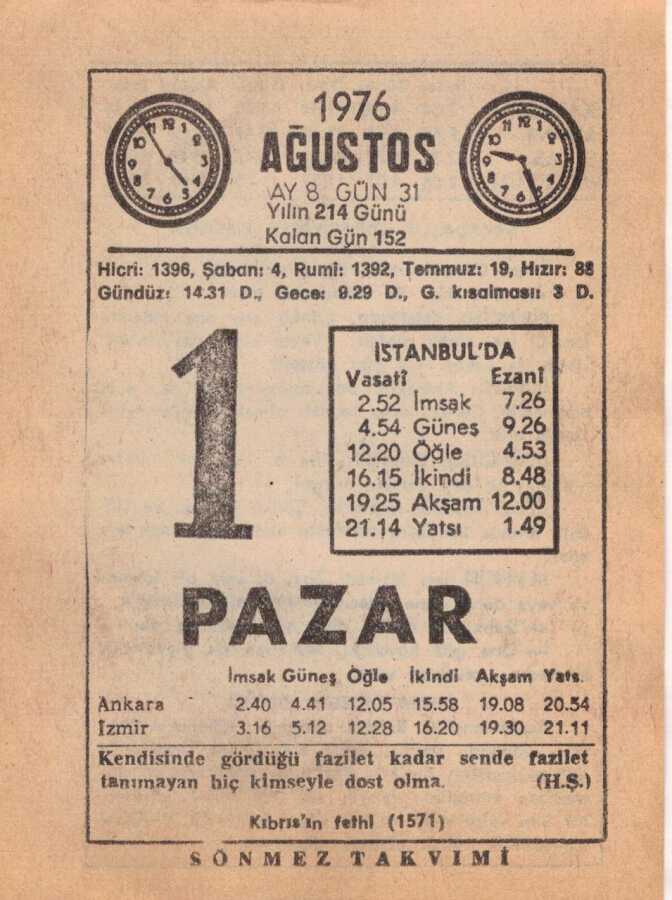 1976
AĞUSTOS
AY 8 GÜN 31
Yılın 214 Günü
Kalan Gün 152
Hicri: 1396, Şaban: 4, Rumi: 1392, Temmuz: 19, Hızır: 88
Gündüz: 14.31 D., Gece: 9.29 D., G. kısalması: 3 D.
1
İSTANBUL'DA
Vasatî Ezanî
2.52 İmsak 7.26
4.54 Güneş 9.26
12.20 Öğle 4.53
16.15 İkindi 8.48
19.25 Akşam 12.00
21.14 Yatsı 1.49
PAZAR
İmsak Güneş Öğle İkindi Akşam Yats.
Ankara 2.40 4.41 12.05 15.58 19.08 20.54
İzmir 3.16 5.12 12.28 16.20 19.30 21.11
Kendisinde gördüğü fazilet kadar sende fazilet
tanımayan hiç kimseyle dost olma. (H.Ş.)
Kıbrıs'ın fethi (1571)
SÖNMEZ TAKVİMİ